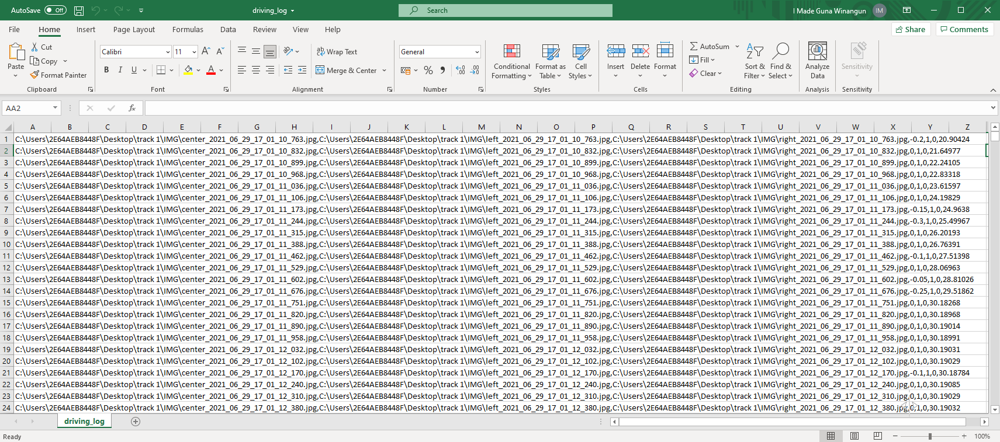 AutoSave Off driving_log Search I Made Guna Winangun IM
File Home Insert Page Layout Formulas Data Review View Help Share Comments
Paste Cut Copy Format Painter Clipboard
Calibri 11 B I U Font
Wrap Text Merge & Center Alignment
General % Number
Conditional Formatting Format as Table Cell Styles Styles
Insert Delete Format Cells
AutoSum Fill Clear Sort & Filter Find & Select Editing
Analyze Data Analysis
Sensitivity Sensitivity
AA2 fx
A B C D E F G H I J K L M N O P Q R S T U V W X Y Z
1 C:\Users\2E64AEB8448F\Desktop\track 1\IMG\center_2021_06_29_17_01_10_763.jpg,C:\Users\2E64AEB8448F\Desktop\track 1\IMG\left_2021_06_29_17_01_10_763.jpg,C:\Users\2E64AEB8448F\Desktop\track 1\IMG\right_2021_06_29_17_01_10_763.jpg,-0.2,1,0,20.90424
2 C:\Users\2E64AEB8448F\Desktop\track 1\IMG\center_2021_06_29_17_01_10_832.jpg,C:\Users\2E64AEB8448F\Desktop\track 1\IMG\left_2021_06_29_17_01_10_832.jpg,C:\Users\2E64AEB8448F\Desktop\track 1\IMG\right_2021_06_29_17_01_10_832.jpg,0,1,0,21.64977
3 C:\Users\2E64AEB8448F\Desktop\track 1\IMG\center_2021_06_29_17_01_10_899.jpg,C:\Users\2E64AEB8448F\Desktop\track 1\IMG\left_2021_06_29_17_01_10_899.jpg,C:\Users\2E64AEB8448F\Desktop\track 1\IMG\right_2021_06_29_17_01_10_899.jpg,0,1,0,22.24105
4 C:\Users\2E64AEB8448F\Desktop\track 1\IMG\center_2021_06_29_17_01_10_968.jpg,C:\Users\2E64AEB8448F\Desktop\track 1\IMG\left_2021_06_29_17_01_10_968.jpg,C:\Users\2E64AEB8448F\Desktop\track 1\IMG\right_2021_06_29_17_01_10_968.jpg,0,1,0,22.83318
5 C:\Users\2E64AEB8448F\Desktop\track 1\IMG\center_2021_06_29_17_01_11_036.jpg,C:\Users\2E64AEB8448F\Desktop\track 1\IMG\left_2021_06_29_17_01_11_036.jpg,C:\Users\2E64AEB8448F\Desktop\track 1\IMG\right_2021_06_29_17_01_11_036.jpg,0,1,0,23.61597
6 C:\Users\2E64AEB8448F\Desktop\track 1\IMG\center_2021_06_29_17_01_11_106.jpg,C:\Users\2E64AEB8448F\Desktop\track 1\IMG\left_2021_06_29_17_01_11_106.jpg,C:\Users\2E64AEB8448F\Desktop\track 1\IMG\right_2021_06_29_17_01_11_106.jpg,0,1,0,24.19829
7 C:\Users\2E64AEB8448F\Desktop\track 1\IMG\center_2021_06_29_17_01_11_173.jpg,C:\Users\2E64AEB8448F\Desktop\track 1\IMG\left_2021_06_29_17_01_11_173.jpg,C:\Users\2E64AEB8448F\Desktop\track 1\IMG\right_2021_06_29_17_01_11_173.jpg,-0.15,1,0,24.9638
8 C:\Users\2E64AEB8448F\Desktop\track 1\IMG\center_2021_06_29_17_01_11_244.jpg,C:\Users\2E64AEB8448F\Desktop\track 1\IMG\left_2021_06_29_17_01_11_244.jpg,C:\Users\2E64AEB8448F\Desktop\track 1\IMG\right_2021_06_29_17_01_11_244.jpg,-0.3,1,0,25.49967
9 C:\Users\2E64AEB8448F\Desktop\track 1\IMG\center_2021_06_29_17_01_11_315.jpg,C:\Users\2E64AEB8448F\Desktop\track 1\IMG\left_2021_06_29_17_01_11_315.jpg,C:\Users\2E64AEB8448F\Desktop\track 1\IMG\right_2021_06_29_17_01_11_315.jpg,0,1,0,26.20193
10 C:\Users\2E64AEB8448F\Desktop\track 1\IMG\center_2021_06_29_17_01_11_388.jpg,C:\Users\2E64AEB8448F\Desktop\track 1\IMG\left_2021_06_29_17_01_11_388.jpg,C:\Users\2E64AEB8448F\Desktop\track 1\IMG\right_2021_06_29_17_01_11_388.jpg,0,1,0,26.76391
11 C:\Users\2E64AEB8448F\Desktop\track 1\IMG\center_2021_06_29_17_01_11_462.jpg,C:\Users\2E64AEB8448F\Desktop\track 1\IMG\left_2021_06_29_17_01_11_462.jpg,C:\Users\2E64AEB8448F\Desktop\track 1\IMG\right_2021_06_29_17_01_11_462.jpg,-0.1,1,0,27.51398
12 C:\Users\2E64AEB8448F\Desktop\track 1\IMG\center_2021_06_29_17_01_11_529.jpg,C:\Users\2E64AEB8448F\Desktop\track 1\IMG\left_2021_06_29_17_01_11_529.jpg,C:\Users\2E64AEB8448F\Desktop\track 1\IMG\right_2021_06_29_17_01_11_529.jpg,0,1,0,28.06963
13 C:\Users\2E64AEB8448F\Desktop\track 1\IMG\center_2021_06_29_17_01_11_602.jpg,C:\Users\2E64AEB8448F\Desktop\track 1\IMG\left_2021_06_29_17_01_11_602.jpg,C:\Users\2E64AEB8448F\Desktop\track 1\IMG\right_2021_06_29_17_01_11_602.jpg,-0.05,1,0,28.81026
14 C:\Users\2E64AEB8448F\Desktop\track 1\IMG\center_2021_06_29_17_01_11_676.jpg,C:\Users\2E64AEB8448F\Desktop\track 1\IMG\left_2021_06_29_17_01_11_676.jpg,C:\Users\2E64AEB8448F\Desktop\track 1\IMG\right_2021_06_29_17_01_11_676.jpg,-0.25,1,0,29.51862
15 C:\Users\2E64AEB8448F\Desktop\track 1\IMG\center_2021_06_29_17_01_11_751.jpg,C:\Users\2E64AEB8448F\Desktop\track 1\IMG\left_2021_06_29_17_01_11_751.jpg,C:\Users\2E64AEB8448F\Desktop\track 1\IMG\right_2021_06_29_17_01_11_751.jpg,0,1,0,30.18268
16 C:\Users\2E64AEB8448F\Desktop\track 1\IMG\center_2021_06_29_17_01_11_820.jpg,C:\Users\2E64AEB8448F\Desktop\track 1\IMG\left_2021_06_29_17_01_11_820.jpg,C:\Users\2E64AEB8448F\Desktop\track 1\IMG\right_2021_06_29_17_01_11_820.jpg,0,1,0,30.18968
17 C:\Users\2E64AEB8448F\Desktop\track 1\IMG\center_2021_06_29_17_01_11_890.jpg,C:\Users\2E64AEB8448F\Desktop\track 1\IMG\left_2021_06_29_17_01_11_890.jpg,C:\Users\2E64AEB8448F\Desktop\track 1\IMG\right_2021_06_29_17_01_11_890.jpg,0,1,0,30.19014
18 C:\Users\2E64AEB8448F\Desktop\track 1\IMG\center_2021_06_29_17_01_11_958.jpg,C:\Users\2E64AEB8448F\Desktop\track 1\IMG\left_2021_06_29_17_01_11_958.jpg,C:\Users\2E64AEB8448F\Desktop\track 1\IMG\right_2021_06_29_17_01_11_958.jpg,0,1,0,30.18991
19 C:\Users\2E64AEB8448F\Desktop\track 1\IMG\center_2021_06_29_17_01_12_032.jpg,C:\Users\2E64AEB8448F\Desktop\track 1\IMG\left_2021_06_29_17_01_12_032.jpg,C:\Users\2E64AEB8448F\Desktop\track 1\IMG\right_2021_06_29_17_01_12_032.jpg,0,1,0,30.19031
20 C:\Users\2E64AEB8448F\Desktop\track 1\IMG\center_2021_06_29_17_01_12_102.jpg,C:\Users\2E64AEB8448F\Desktop\track 1\IMG\left_2021_06_29_17_01_12_102.jpg,C:\Users\2E64AEB8448F\Desktop\track 1\IMG\right_2021_06_29_17_01_12_102.jpg,0,1,0,30.19029
21 C:\Users\2E64AEB8448F\Desktop\track 1\IMG\center_2021_06_29_17_01_12_170.jpg,C:\Users\2E64AEB8448F\Desktop\track 1\IMG\left_2021_06_29_17_01_12_170.jpg,C:\Users\2E64AEB8448F\Desktop\track 1\IMG\right_2021_06_29_17_01_12_170.jpg,-0.1,1,0,30.18784
22 C:\Users\2E64AEB8448F\Desktop\track 1\IMG\center_2021_06_29_17_01_12_240.jpg,C:\Users\2E64AEB8448F\Desktop\track 1\IMG\left_2021_06_29_17_01_12_240.jpg,C:\Users\2E64AEB8448F\Desktop\track 1\IMG\right_2021_06_29_17_01_12_240.jpg,0,1,0,30.19085
23 C:\Users\2E64AEB8448F\Desktop\track 1\IMG\center_2021_06_29_17_01_12_310.jpg,C:\Users\2E64AEB8448F\Desktop\track 1\IMG\left_2021_06_29_17_01_12_310.jpg,C:\Users\2E64AEB8448F\Desktop\track 1\IMG\right_2021_06_29_17_01_12_310.jpg,0,1,0,30.19029
24 C:\Users\2E64AEB8448F\Desktop\track 1\IMG\center_2021_06_29_17_01_12_380.jpg,C:\Users\2E64AEB8448F\Desktop\track 1\IMG\left_2021_06_29_17_01_12_380.jpg,C:\Users\2E64AEB8448F\Desktop\track 1\IMG\right_2021_06_29_17_01_12_380.jpg,0,1,0,30.19032
driving_log
Ready 100%